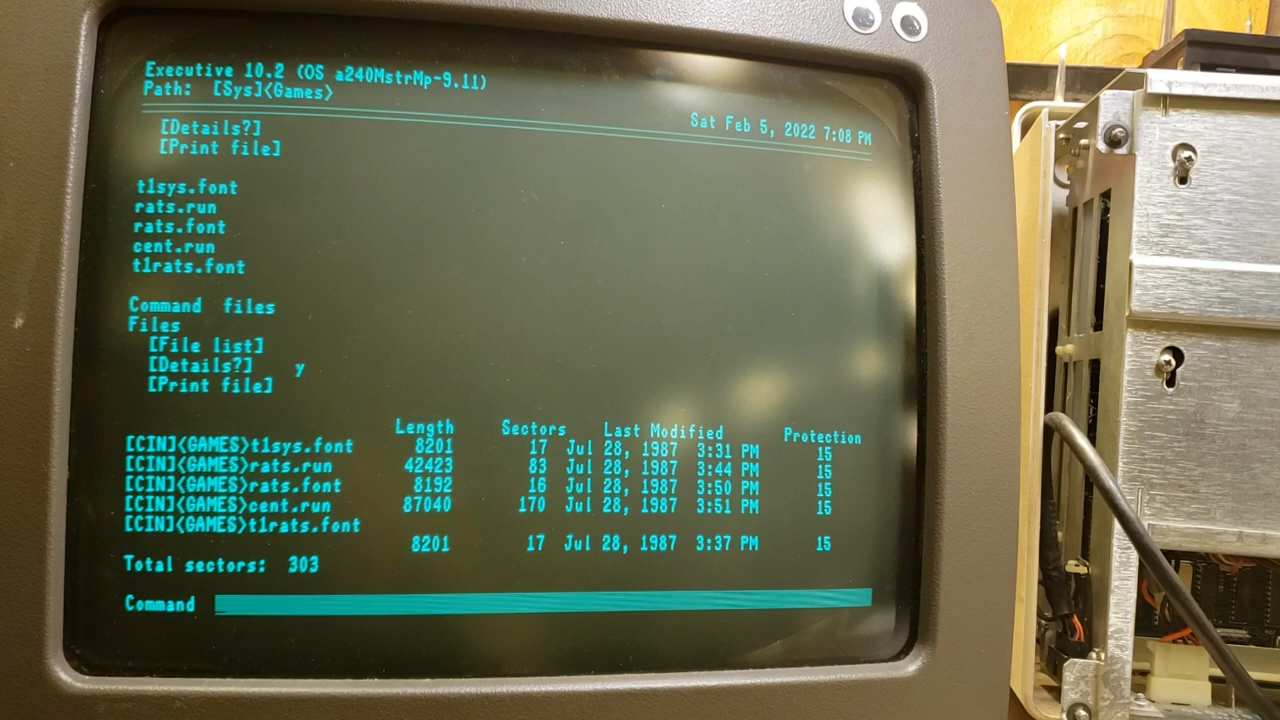 Executive 10.2 (OS a240MstrMp-9.11)
Path: [Sys]<Games>
Sat Feb 5, 2022 7:08 PM
[Details?]
[Print file]
t1sys.font
rats.run
rats.font
cent.run
t1rats.font
Command files
Files
[File list]
[Details?] y
[Print file]
Length Sectors Last Modified Protection
[CIN]<GAMES>t1sys.font 8201 17 Jul 28, 1987 3:31 PM 15
[CIN]<GAMES>rats.run 42423 83 Jul 28, 1987 3:44 PM 15
[CIN]<GAMES>rats.font 8192 16 Jul 28, 1987 3:50 PM 15
[CIN]<GAMES>cent.run 87040 170 Jul 28, 1987 3:51 PM 15
[CIN]<GAMES>t1rats.font
8201 17 Jul 28, 1987 3:37 PM 15
Total sectors: 303
Command